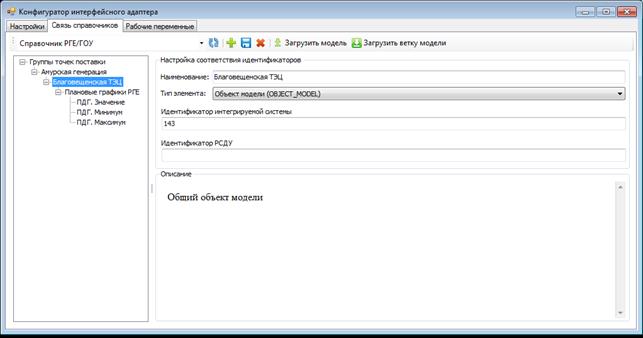 Конфигуратор интерфейсного адаптера
Настройки Связь справочников Рабочие переменные
Справочник РГЕ/ГОУ Загрузить модель Загрузить ветку модели
Группы точек поставки
Амурская генерация
Благовещенская ТЭЦ
Плановые графики РГЕ
ПДГ. Значение
ПДГ. Минимум
ПДГ. Максимум
Настройка соответствия идентификаторов
Наименование: Благовещенская ТЭЦ
Тип элемента: Объект модели (OBJECT_MODEL)
Идентификатор интегрируемой системы
143
Идентификатор РСДУ
Описание
Общий объект модели